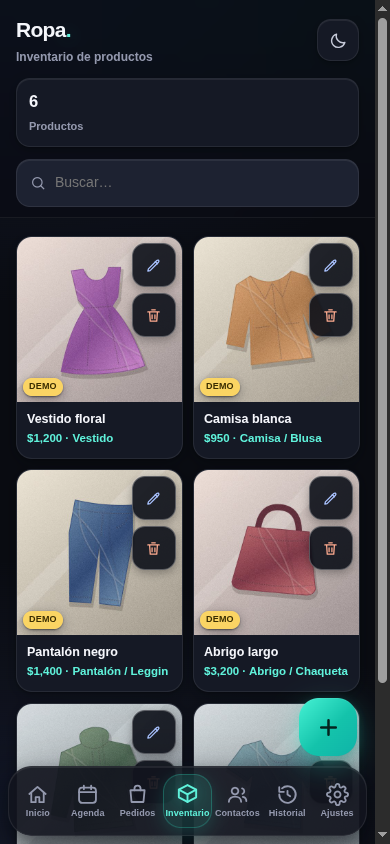 Ropa.
Inventario de productos
6
Productos
Buscar…
DEMO
DEMO
Vestido floral
Camisa blanca
$1,200 · Vestido
$950 · Camisa / Blusa
DEMO
DEMO
Pantalón negro
Abrigo largo
$1,400 · Pantalón / Leggin
$3,200 · Abrigo / Chaqueta
Inicio
Agenda
Pedidos
Inventario
Contactos
Historial
Ajustes